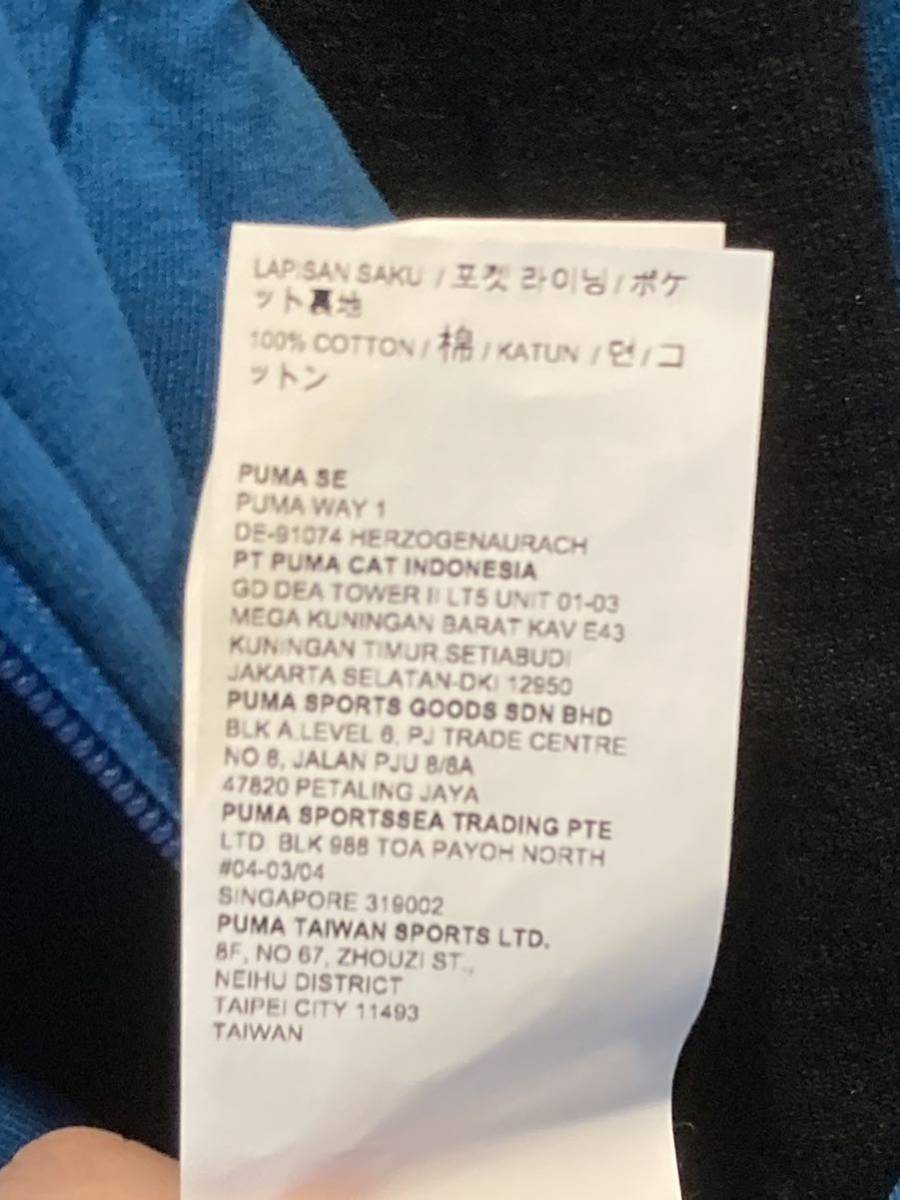 LAPISAN SAKU / 포켓 라이닝 / ポケ
ット裏地
100% COTTON / 棉 / KATUN / 면 / コ
ットン
PUMA SE
PUMA WAY 1
DE-91074 HERZOGENAURACH
PT PUMA CAT INDONESIA
GD DEA TOWER II LT5 UNIT 01-03
MEGA KUNINGAN BARAT KAV E43
KUNINGAN TIMUR SETIABUDI
JAKARTA SELATAN-DKI 12950
PUMA SPORTS GOODS SDN BHD
BLK A LEVEL 6, PJ TRADE CENTRE
NO.8, JALAN PJU 8/8A
47820 PETALING JAYA
PUMA SPORTSSEA TRADING PTE
LTD. BLK 988 TOA PAYOH NORTH
#04-03/04
SINGAPORE 319002
PUMA TAIWAN SPORTS LTD.
8F, NO 67, ZHOUZI ST.,
NEIHU DISTRICT
TAIPEI CITY 11493
TAIWAN